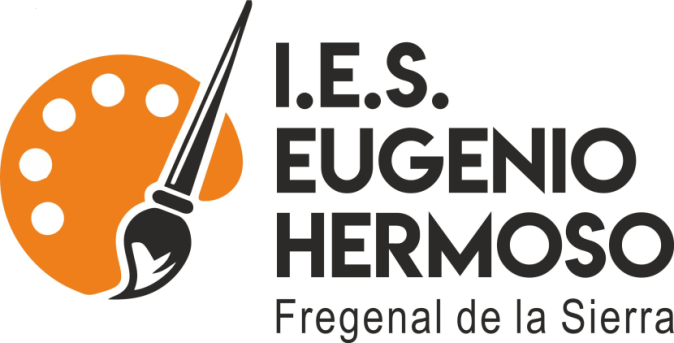 I.E.S.
EUGENIO
HERMOSO
Fregenal de la Sierra